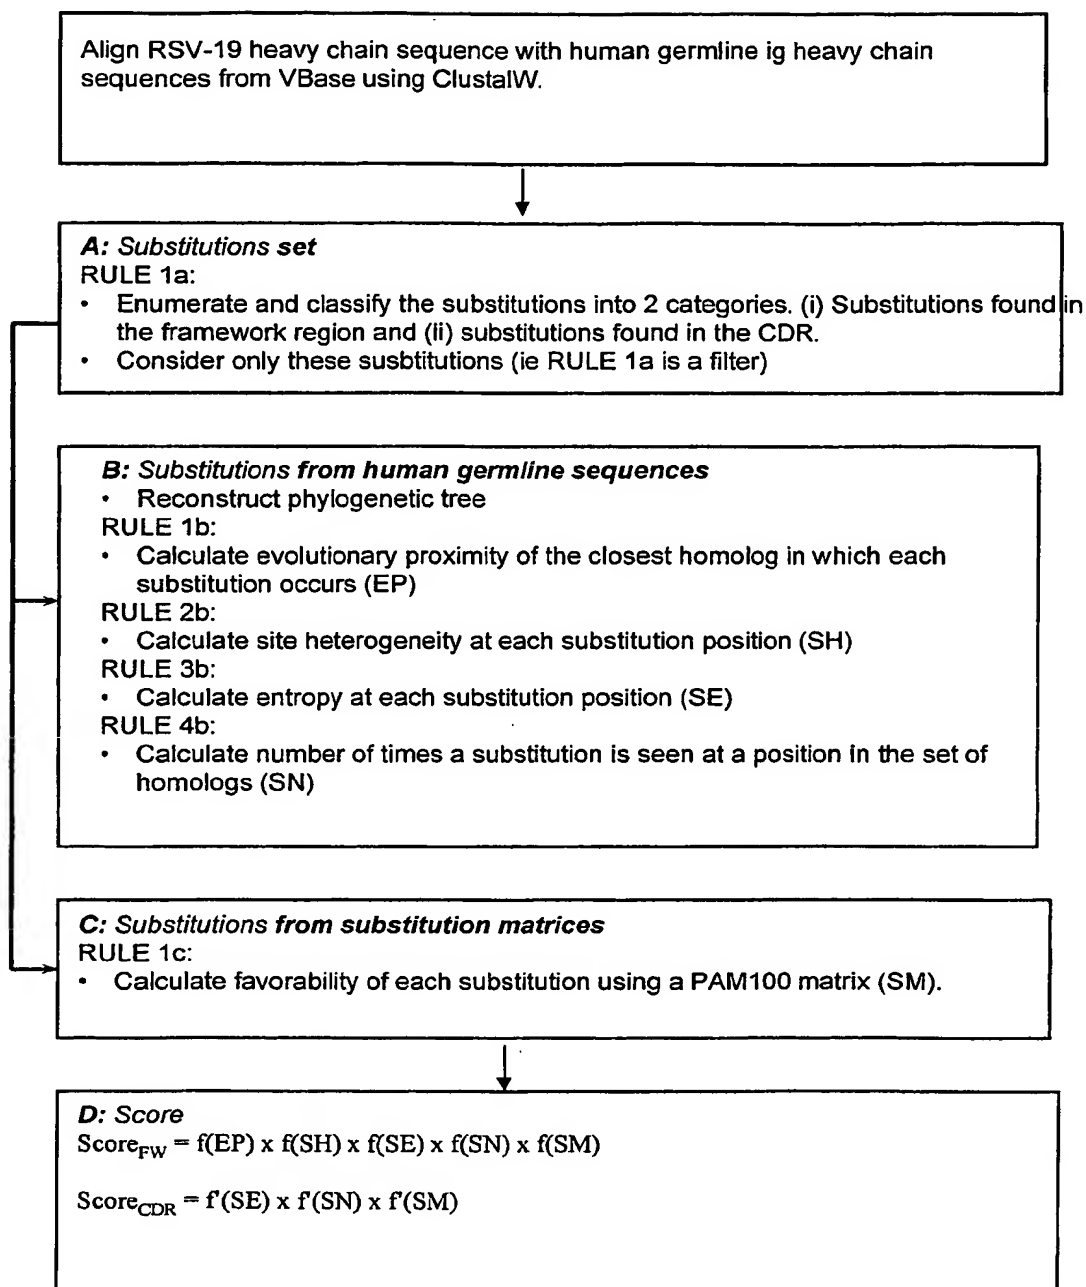 Align RSV-19 heavy chain sequence with human germline ig heavy chain
sequences from VBase using ClustalW.
A: Substitutions set
RULE 1a:
• Enumerate and classify the substitutions into 2 categories. (i) Substitutions found in
the framework region and (ii) substitutions found in the CDR.
• Consider only these susbtitutions (ie RULE 1a is a filter)
B: Substitutions from human germline sequences
• Reconstruct phylogenetic tree
RULE 1b:
• Calculate evolutionary proximity of the closest homolog in which each
substitution occurs (EP)
RULE 2b:
• Calculate site heterogeneity at each substitution position (SH)
RULE 3b:
• Calculate entropy at each substitution position (SE)
RULE 4b:
• Calculate number of times a substitution is seen at a position in the set of
homologs (SN)
C: Substitutions from substitution matrices
RULE 1c:
• Calculate favorability of each substitution using a PAM100 matrix (SM).
D: Score
Score_FW = f(EP) x f(SH) x f(SE) x f(SN) x f(SM)
Score_CDR = f'(SE) x f'(SN) x f'(SM)